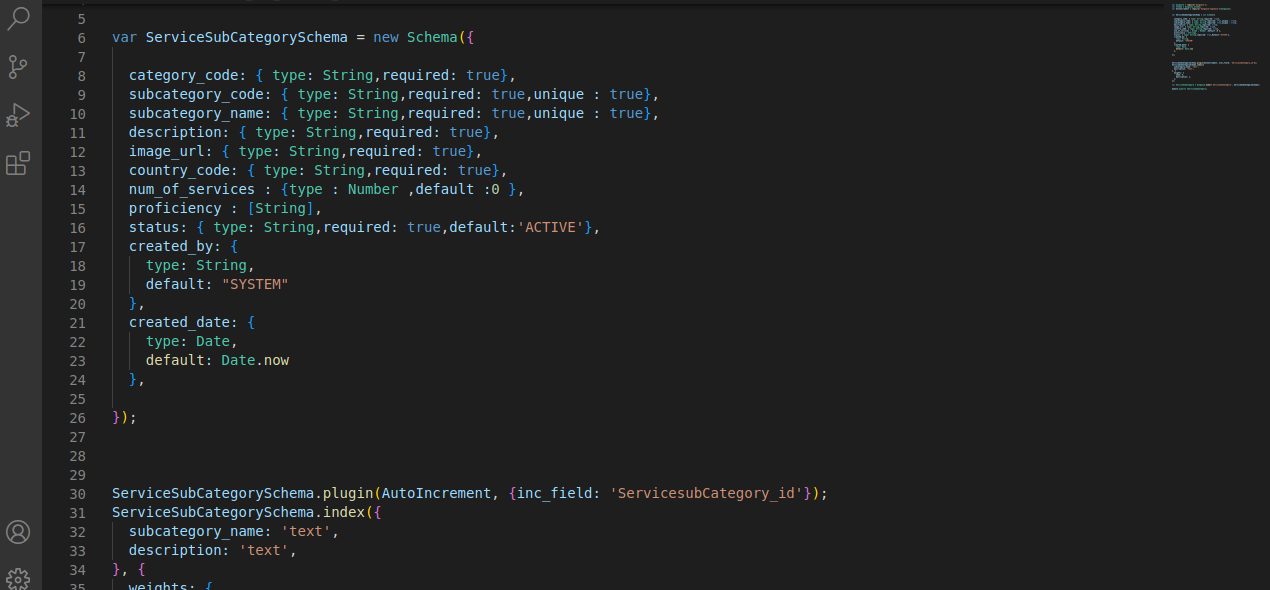 5
6 var ServiceSubCategorySchema = new Schema({
7
8 category_code: { type: String,required: true},
9 subcategory_code: { type: String,required: true,unique : true},
10 subcategory_name: { type: String,required: true,unique : true},
11 description: { type: String,required: true},
12 image_url: { type: String,required: true},
13 country_code: { type: String,required: true},
14 num_of_services : {type : Number ,default :0 },
15 proficiency : [String],
16 status: { type: String,required: true,default:'ACTIVE'},
17 created_by: {
18 type: String,
19 default: "SYSTEM"
20 },
21 created_date: {
22 type: Date,
23 default: Date.now
24 },
25
26 });
27
28
29
30 ServiceSubCategorySchema.plugin(AutoIncrement, {inc_field: 'ServicesubCategory_id'});
31 ServiceSubCategorySchema.index({
32 subcategory_name: 'text',
33 description: 'text',
34 }, {
35 weights: {